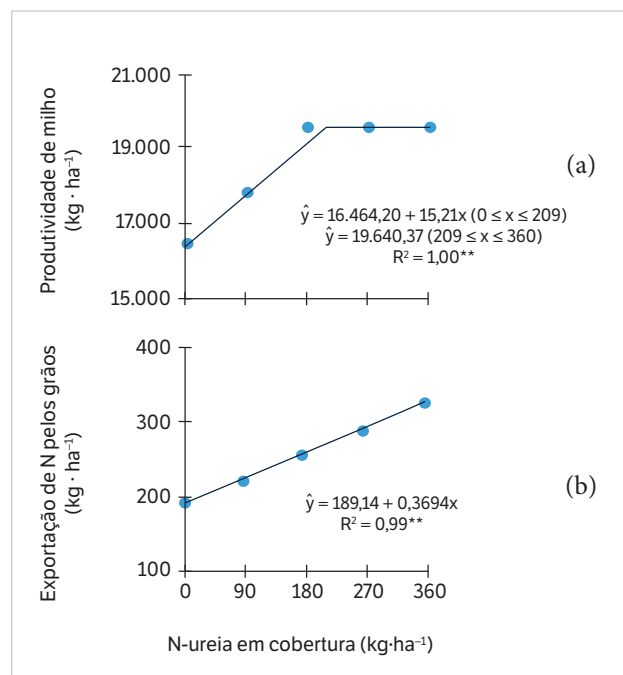 Produtividade de milho
(kg · ha⁻¹)
21.000
19.000
17.000
15.000
(a)
ŷ = 16.464,20 + 15,21x (0 ≤ x ≤ 209)
ŷ = 19.640,37 (209 ≤ x ≤ 360)
R² = 1,00**
Exportação de N pelos grãos
(kg · ha⁻¹)
400
300
200
100
(b)
ŷ = 189,14 + 0,3694x
R² = 0,99**
0 90 180 270 360
N-ureia em cobertura (kg·ha⁻¹)